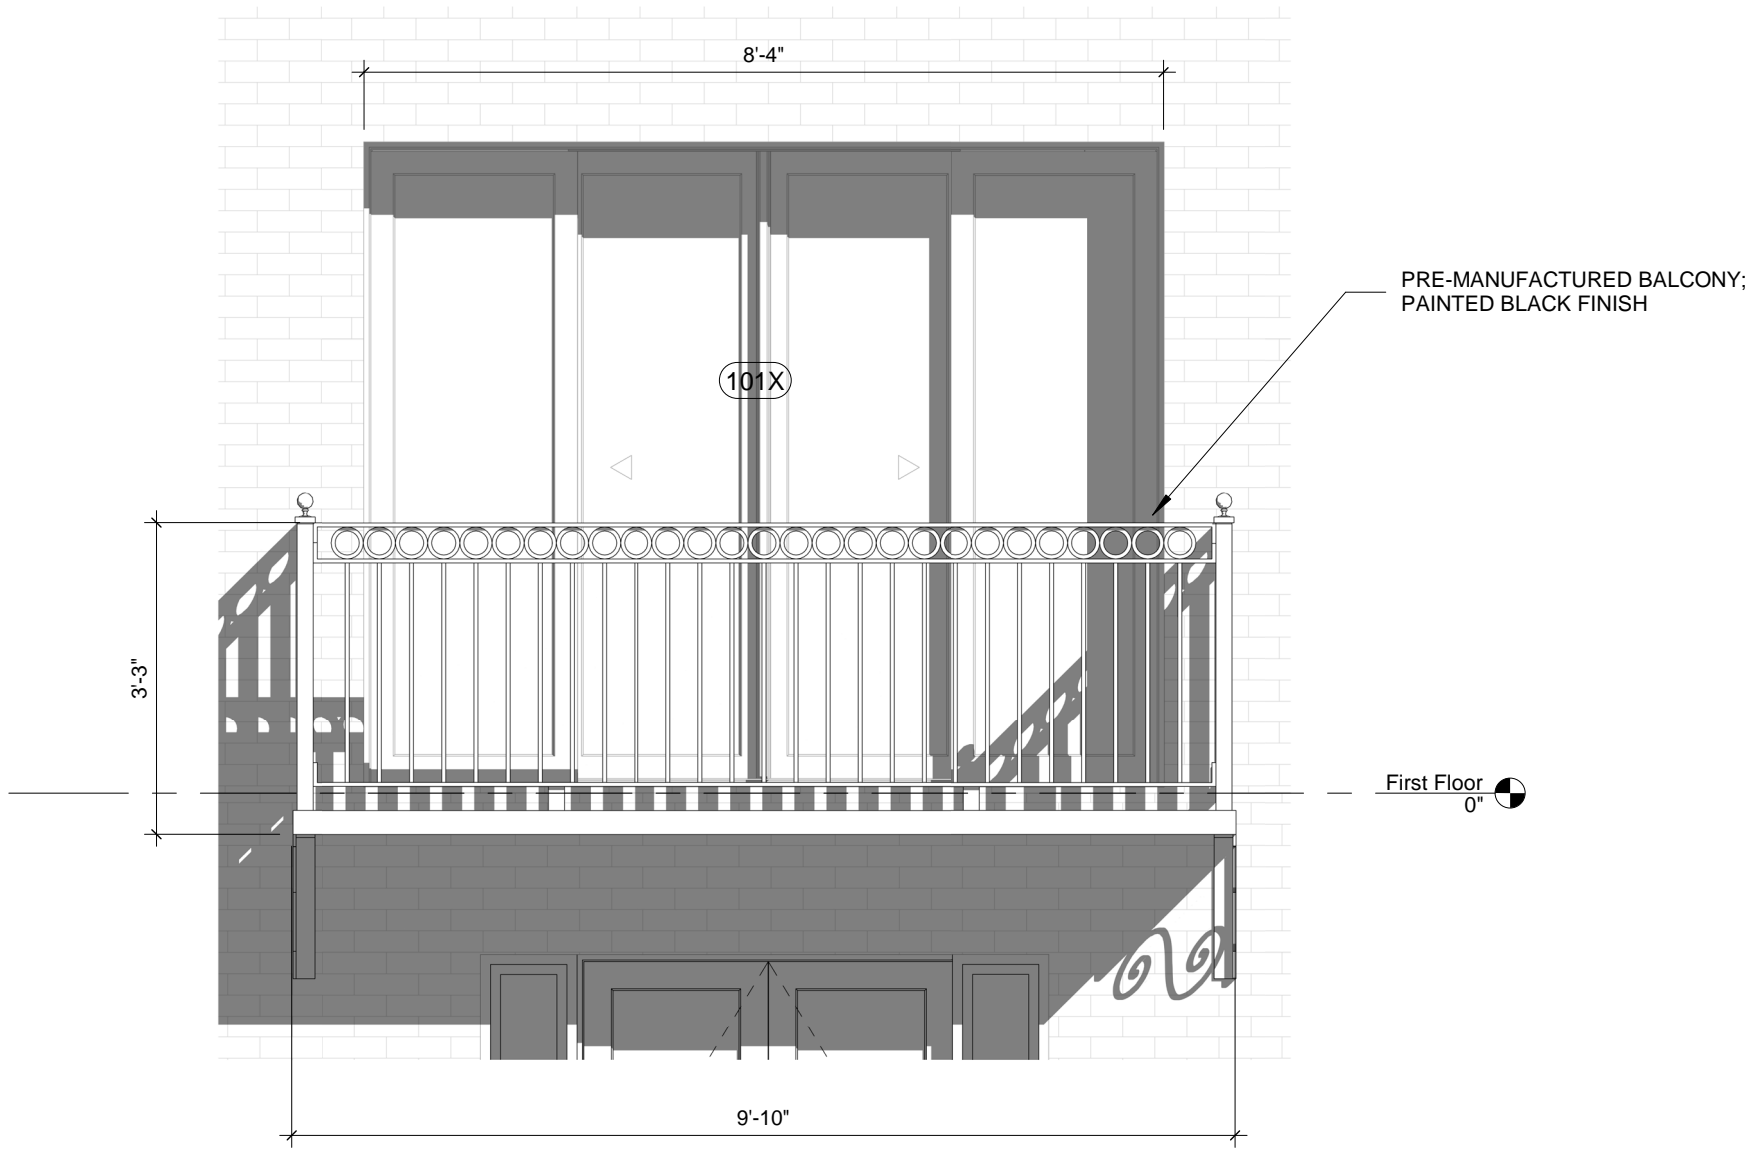 8'-4"
PRE-MANUFACTURED BALCONY;
PAINTED BLACK FINISH
101X
3'-3"
First Floor
0"
9'-10"